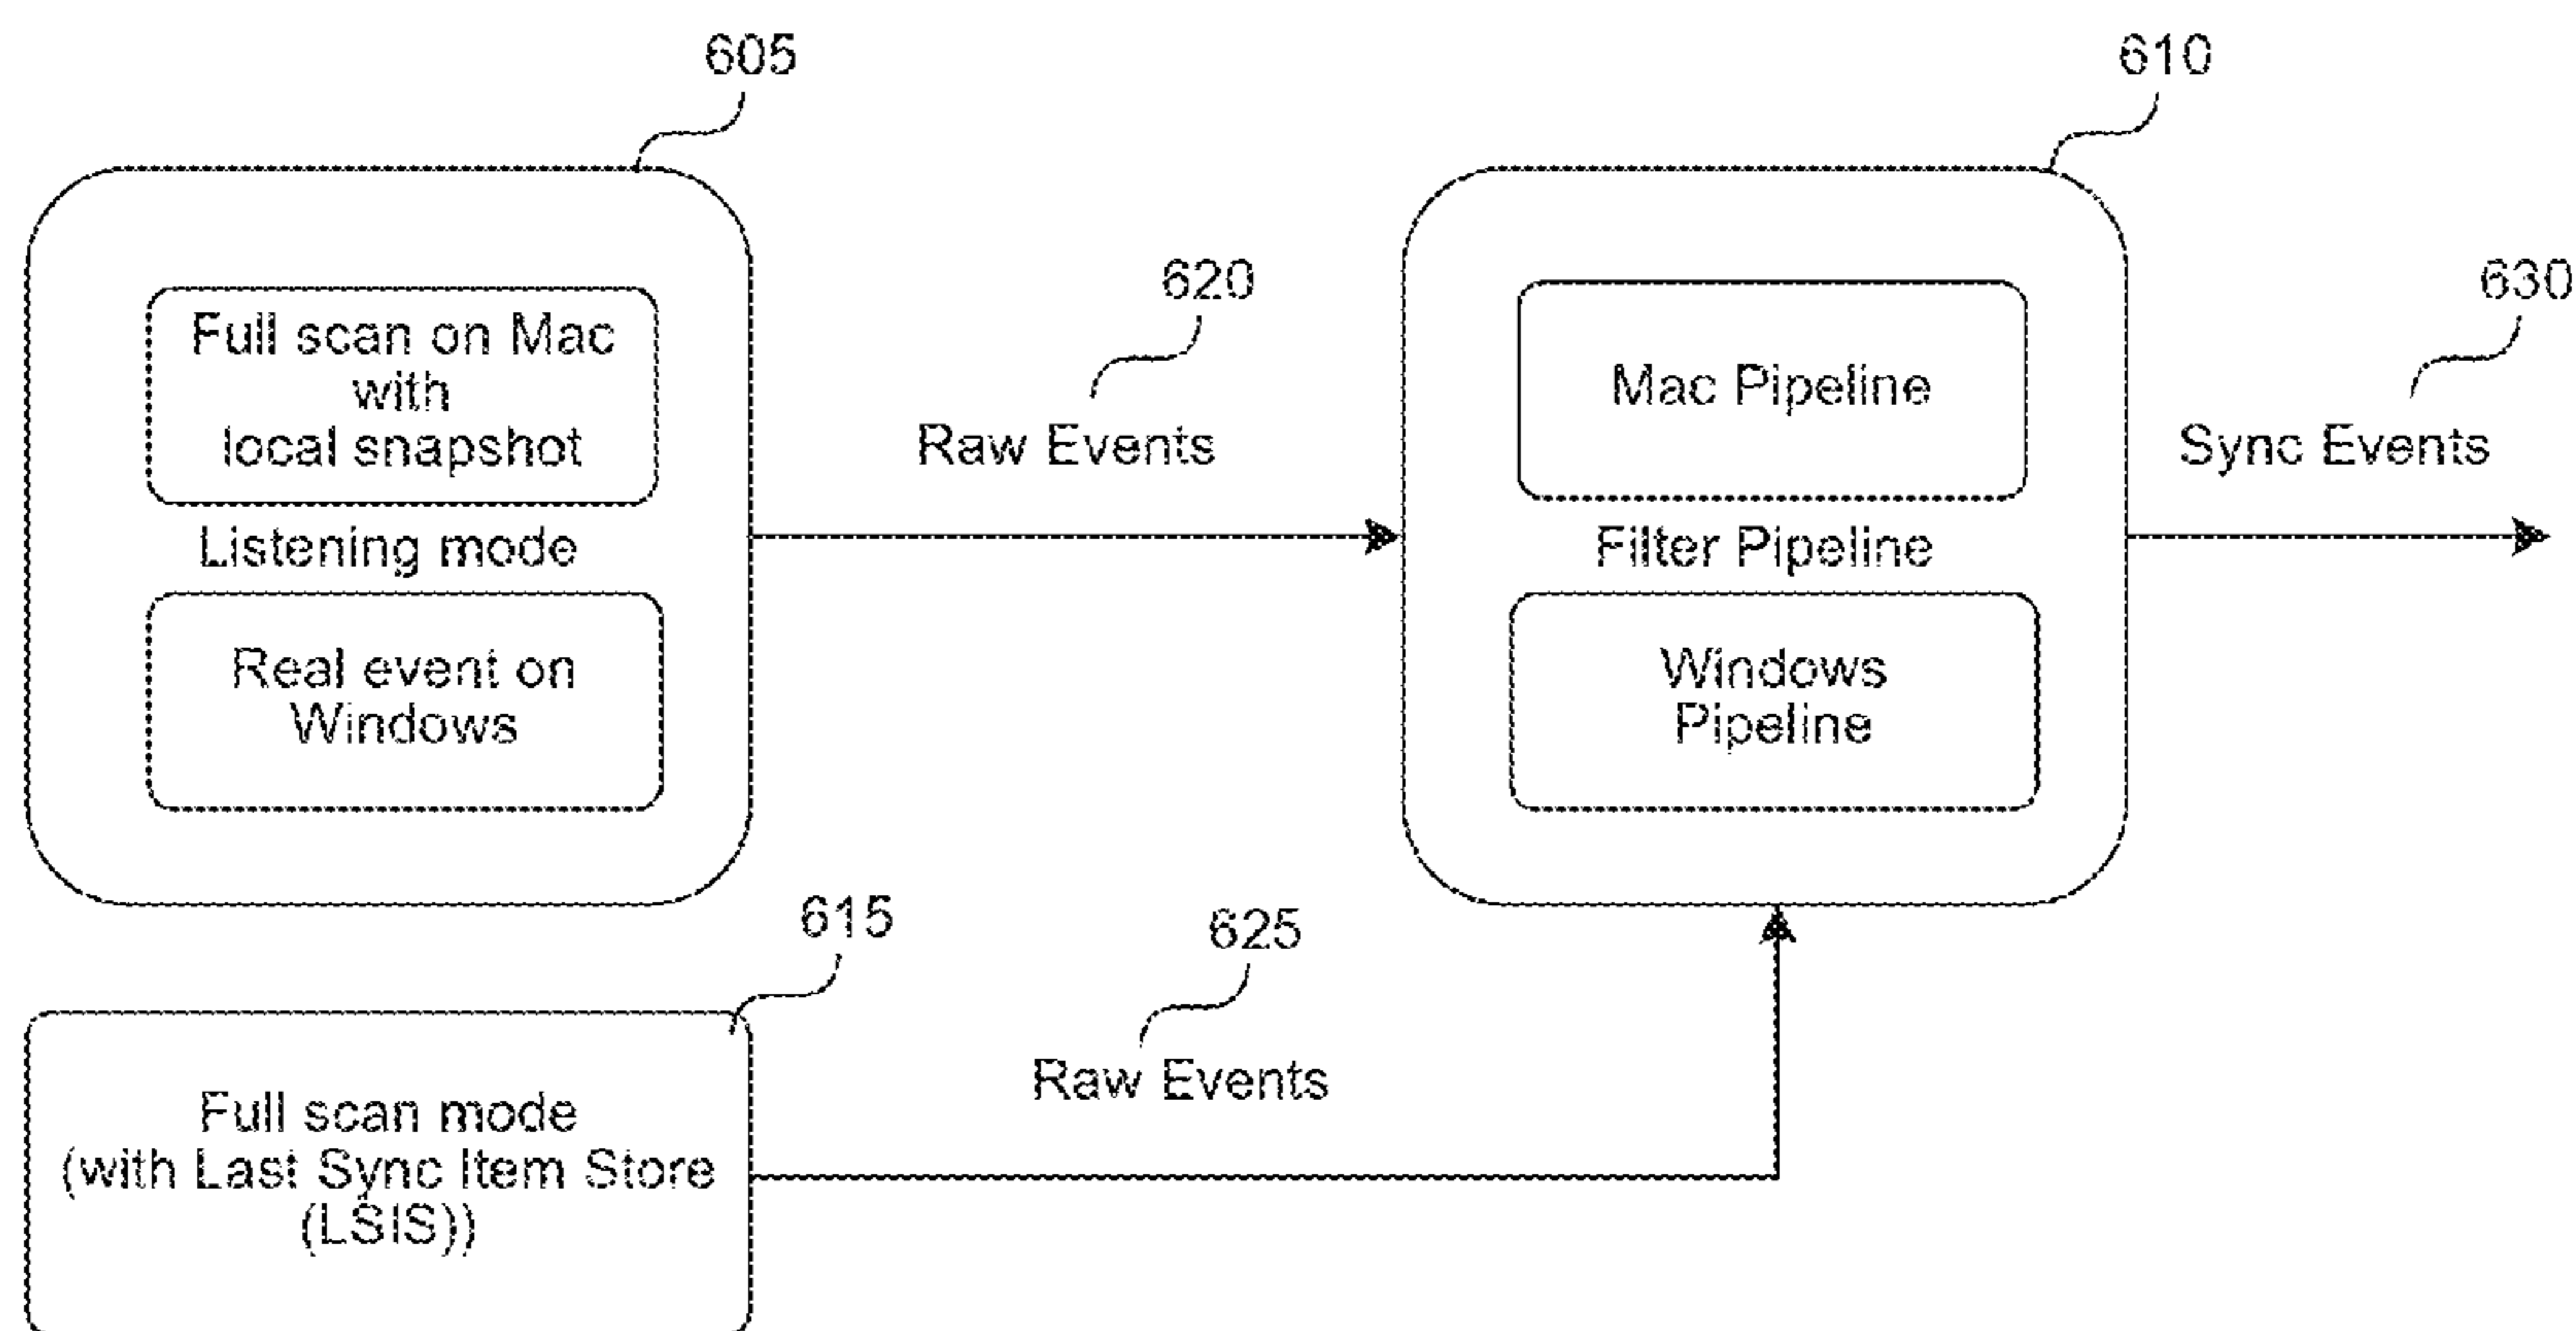 605
610
Full scan on Mac
with
local snapshot
Listening mode
Real event on
Windows
620
Raw Events
Mac Pipeline
Filter Pipeline
Windows
Pipeline
630
Sync Events
615
Full scan mode
(with Last Sync Item Store
(LSIS))
625
Raw Events